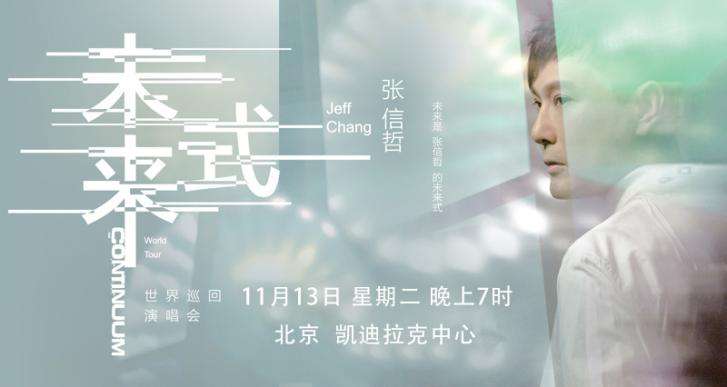 未来式
CONTINUUM
Jeff
Chang
张信哲
未来是 张信哲 的未来式
World
Tour
世界巡回
演唱会
11月13日 星期二 晚上7时
北京 凯迪拉克中心